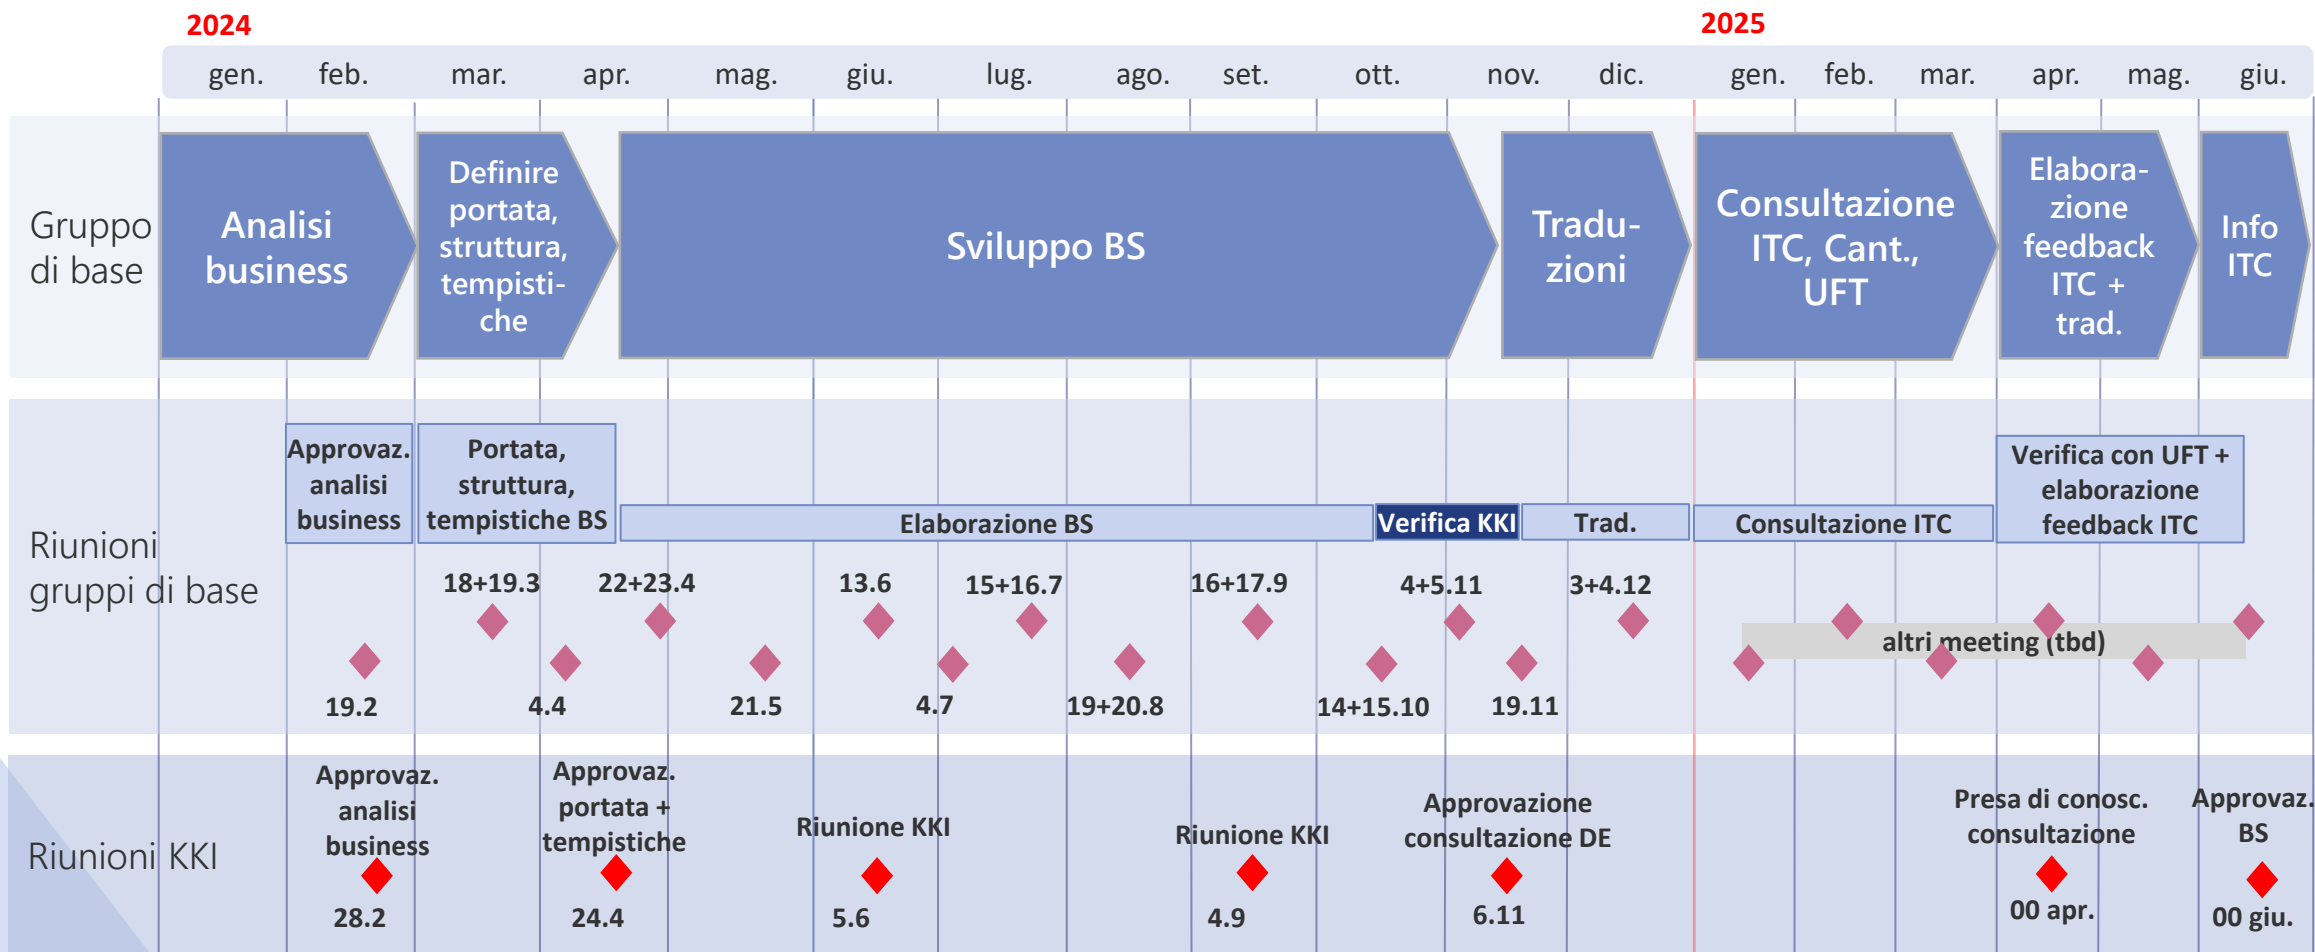 2024
2025
gen.
feb.
mar.
apr.
mag.
giu.
lug.
ago.
set.
ott.
nov.
dic.
gen.
feb.
mar.
apr.
mag.
giu.
Gruppo
di base
Analisi
business
Definire
portata,
struttura,
tempisti-
che
Sviluppo BS
Tradu-
zioni
Consultazione
ITC, Cant.,
UFT
Elabora-
zione
feedback
ITC +
trad.
Info
ITC
Riunioni
gruppi di base
Approvaz.
analisi
business
Portata,
struttura,
tempistiche BS
Elaborazione BS
Verifica KKI
Trad.
Consultazione ITC
Verifica con UFT +
elaborazione
feedback ITC
18+19.3
22+23.4
13.6
15+16.7
16+17.9
4+5.11
3+4.12
altri meeting (tbd)
19.2
4.4
21.5
4.7
19+20.8
14+15.10
19.11
Riunioni KKI
Approvaz.
analisi
business
28.2
Approvaz.
portata +
tempistiche
24.4
Riunione KKI
5.6
Riunione KKI
4.9
Approvazione
consultazione DE
6.11
Presa di conosc.
consultazione
00 apr.
Approvaz.
BS
00 giu.